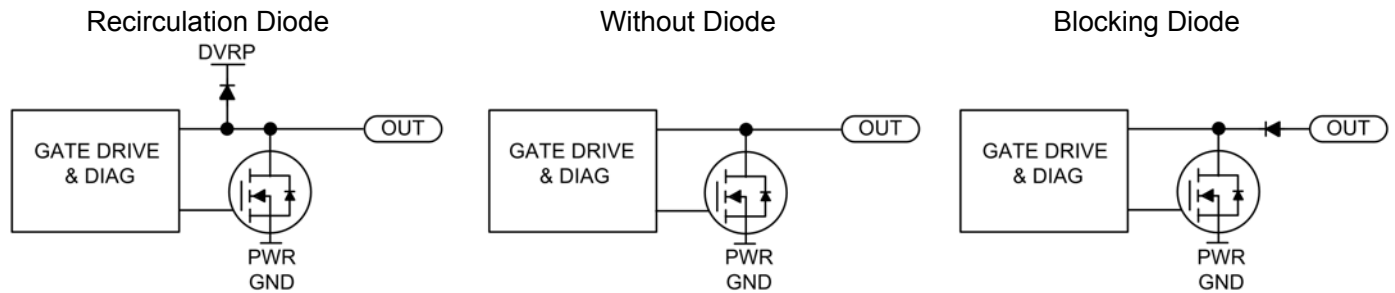 Recirculation Diode
DVRP
GATE DRIVE
& DIAG
OUT
PWR
GND
Without Diode
GATE DRIVE
& DIAG
OUT
PWR
GND
Blocking Diode
GATE DRIVE
& DIAG
OUT
PWR
GND